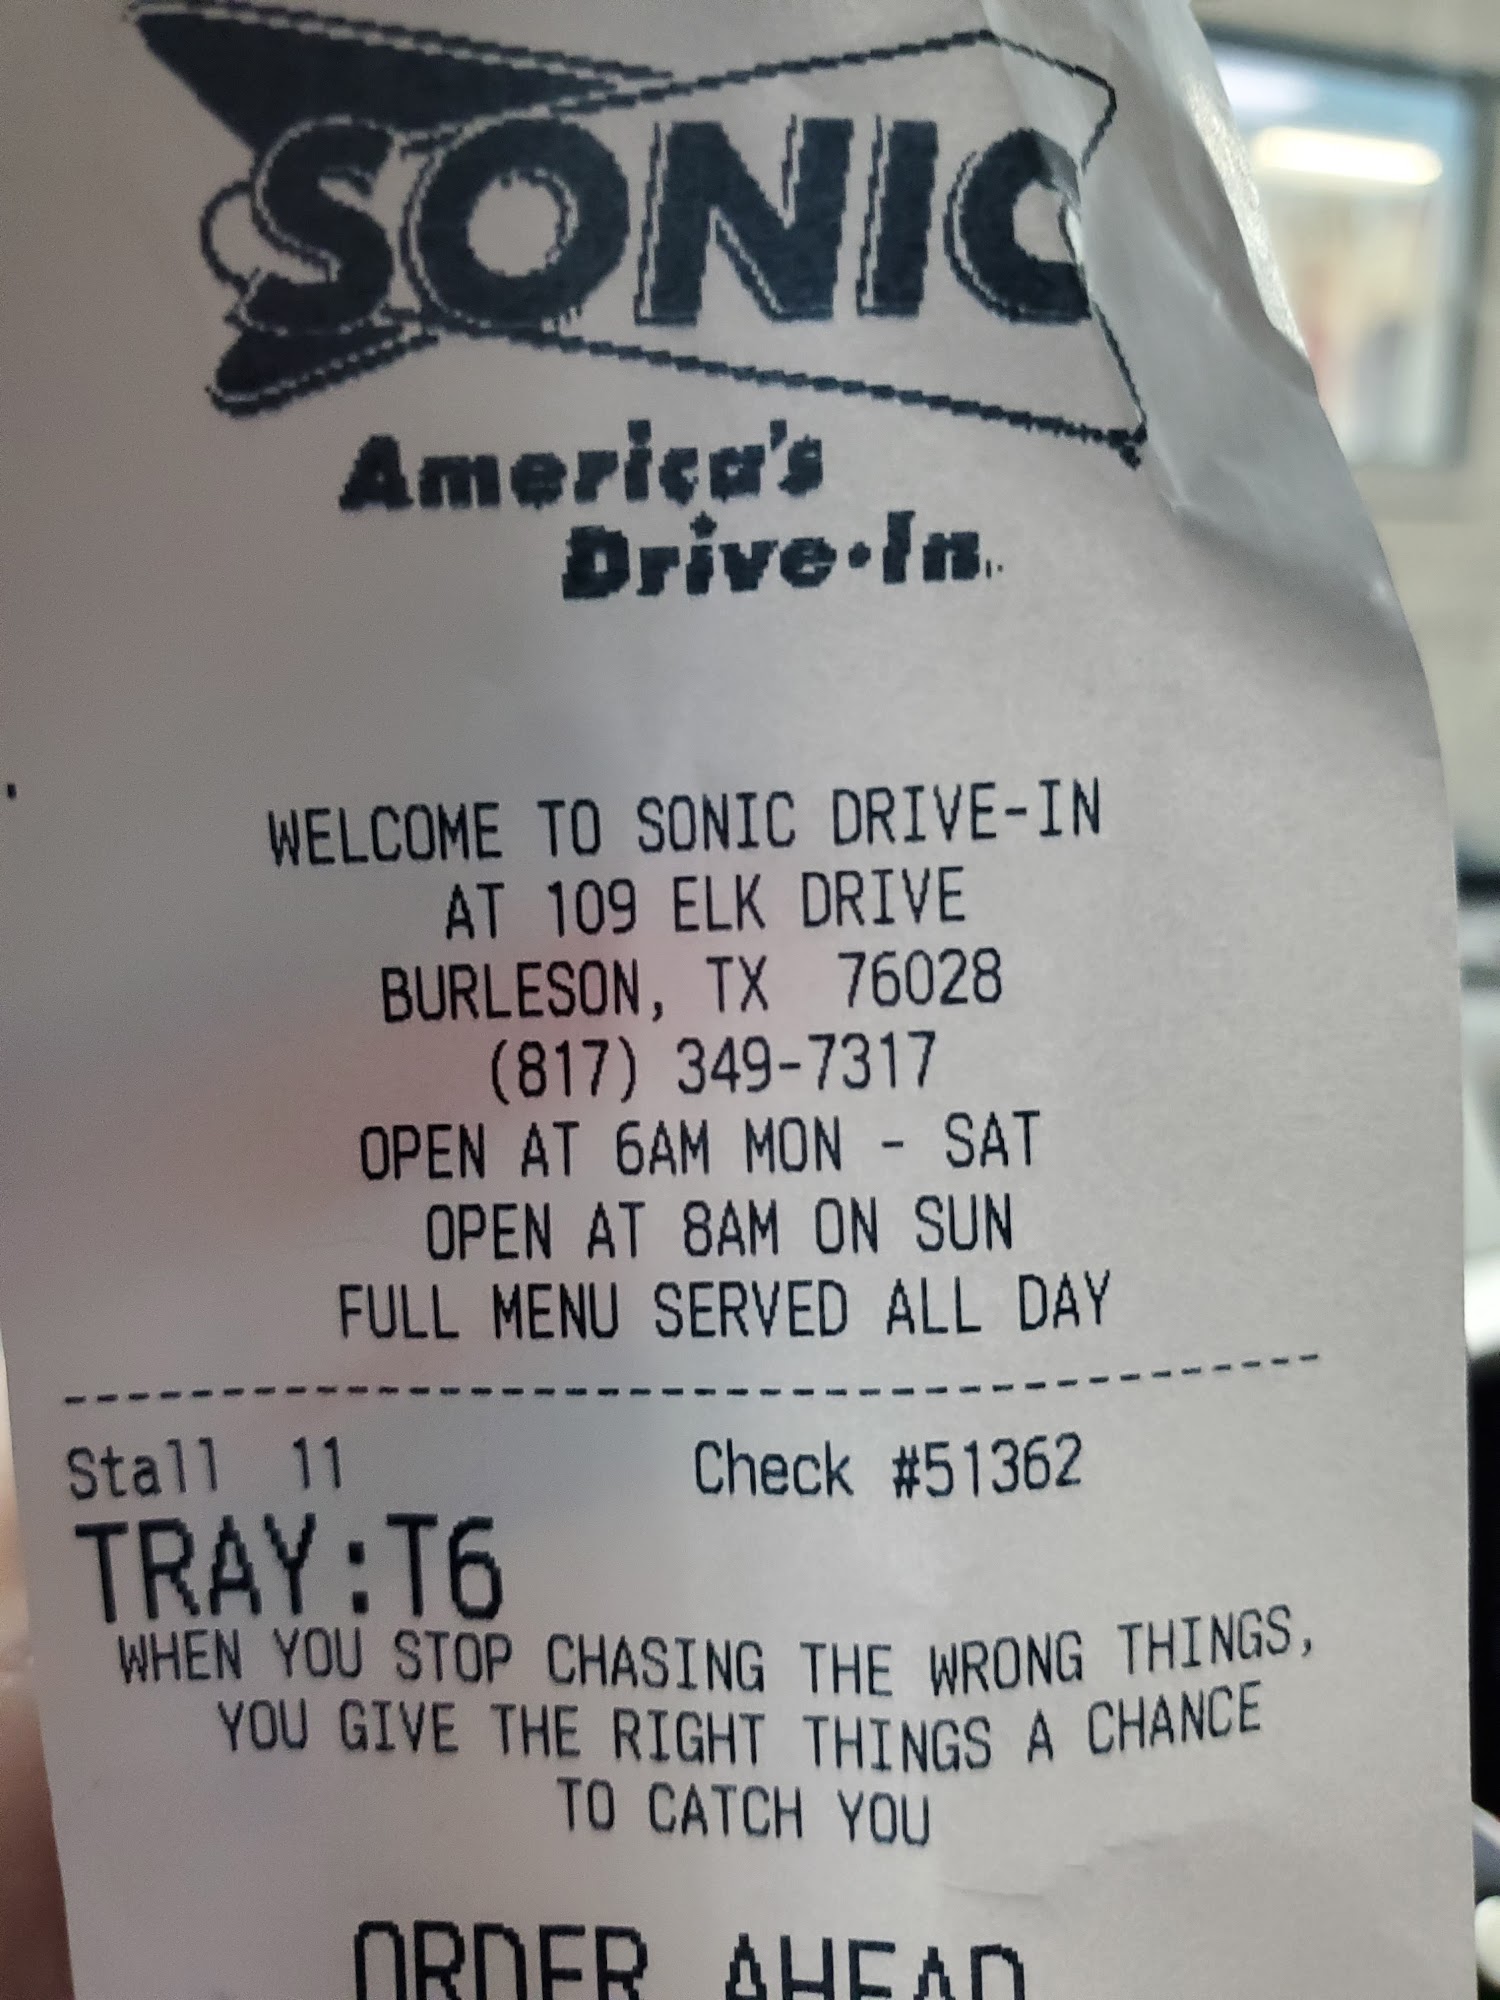 SONIC
America's
Drive-In
WELCOME TO SONIC DRIVE-IN
AT 109 ELK DRIVE
BURLESON, TX 76028
(817) 349-7317
OPEN AT 6AM MON - SAT
OPEN AT 8AM ON SUN
FULL MENU SERVED ALL DAY
--------------------------------
Stall 11 Check #51362
TRAY:T6
WHEN YOU STOP CHASING THE WRONG THINGS,
YOU GIVE THE RIGHT THINGS A CHANCE
TO CATCH YOU
ORDER AHEAD